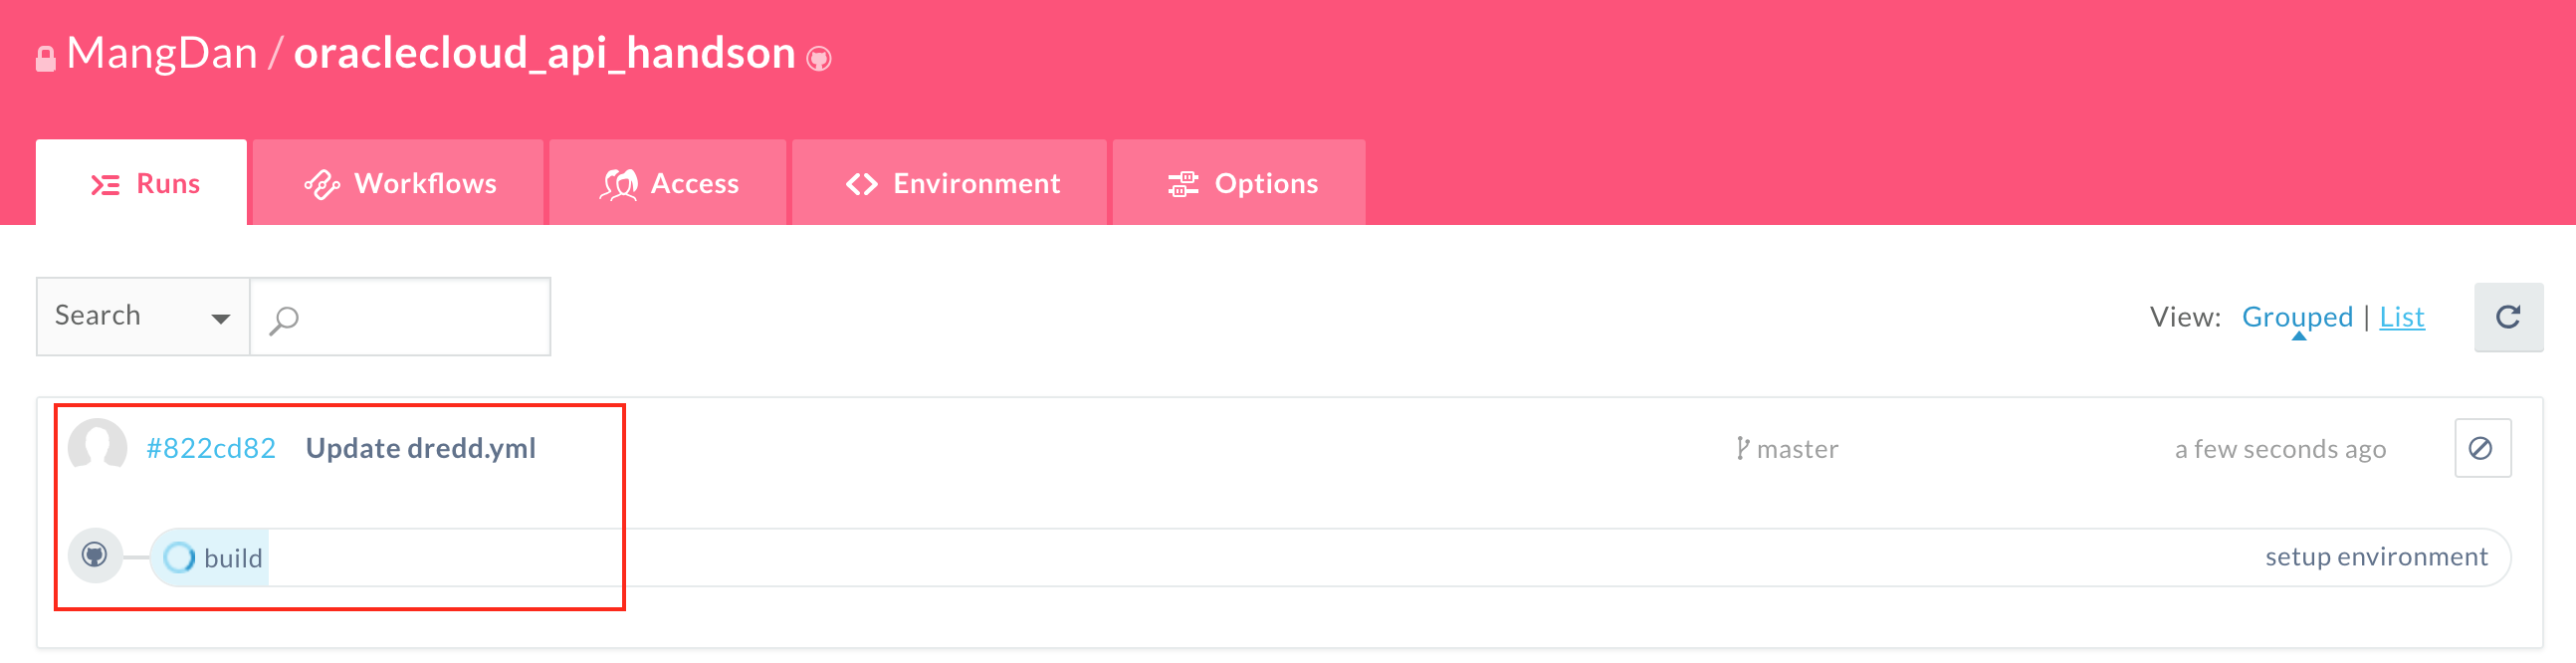 MangDan / oraclecloud_api_handson
Runs Workflows Access Environment Options
Search View: Grouped | List
#822cd82 Update dredd.yml master a few seconds ago
build setup environment